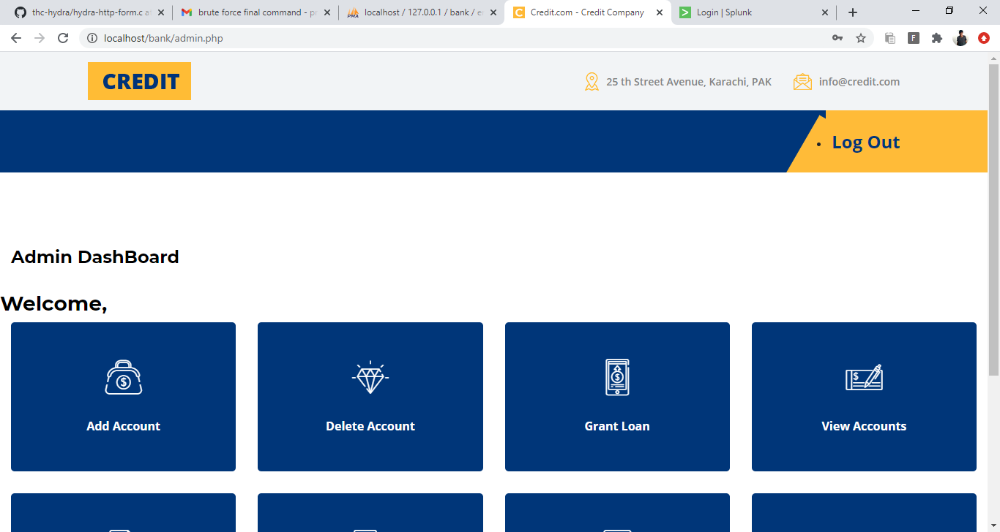 thc-hydra/hydra-http-form.c a
brute force final command - p
localhost / 127.0.0.1 / bank / e
Credit.com - Credit Company
Login | Splunk
localhost/bank/admin.php
CREDIT
25 th Street Avenue, Karachi, PAK
info@credit.com
Log Out
Admin DashBoard
Welcome,
Add Account
Delete Account
Grant Loan
View Accounts